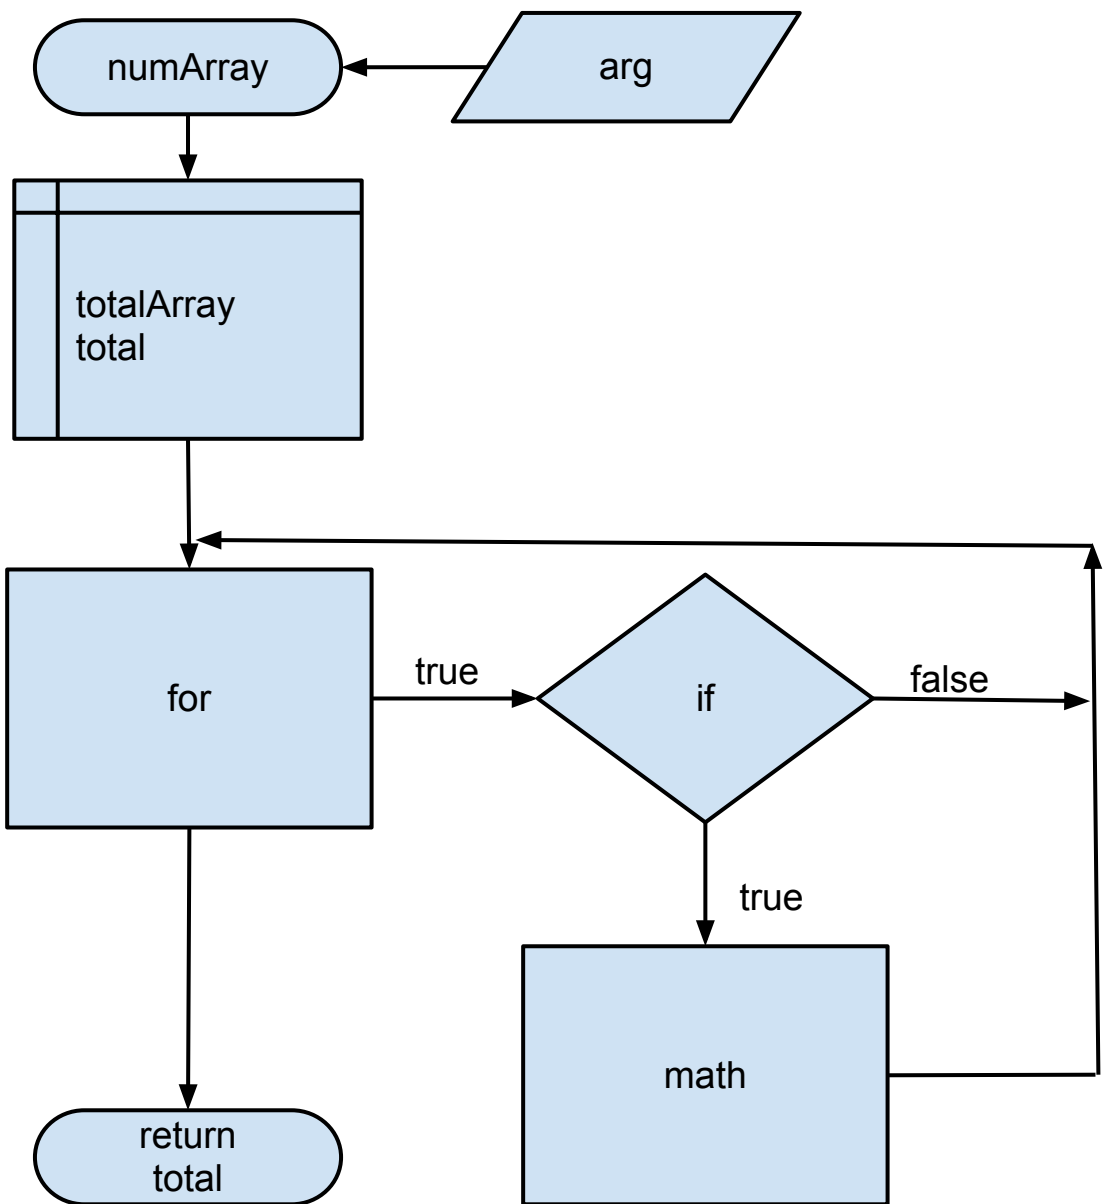 numArray
arg
totalArray
total
for
true
if
false
true
math
return
total